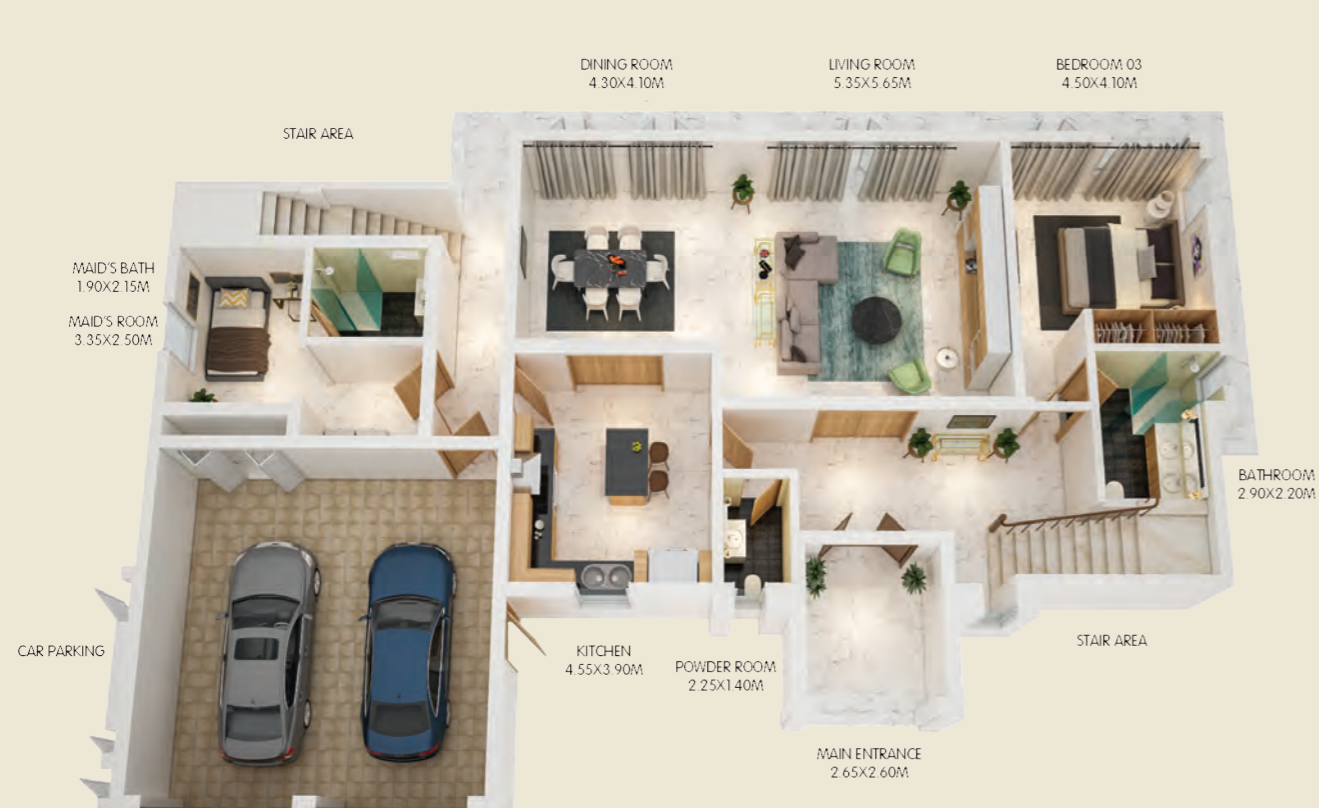 DINING ROOM
4.30X4.10M
LIVING ROOM
5.35X5.65M
BEDROOM 03
4.50X4.10M
STAIR AREA
MAID'S BATH
1.90X2.15M
MAID'S ROOM
3.35X2.50M
BATHROOM
2.90X2.20M
CAR PARKING
KITCHEN
4.55X3.90M
POWDER ROOM
2.25X1.40M
STAIR AREA
MAIN ENTRANCE
2.65X2.60M